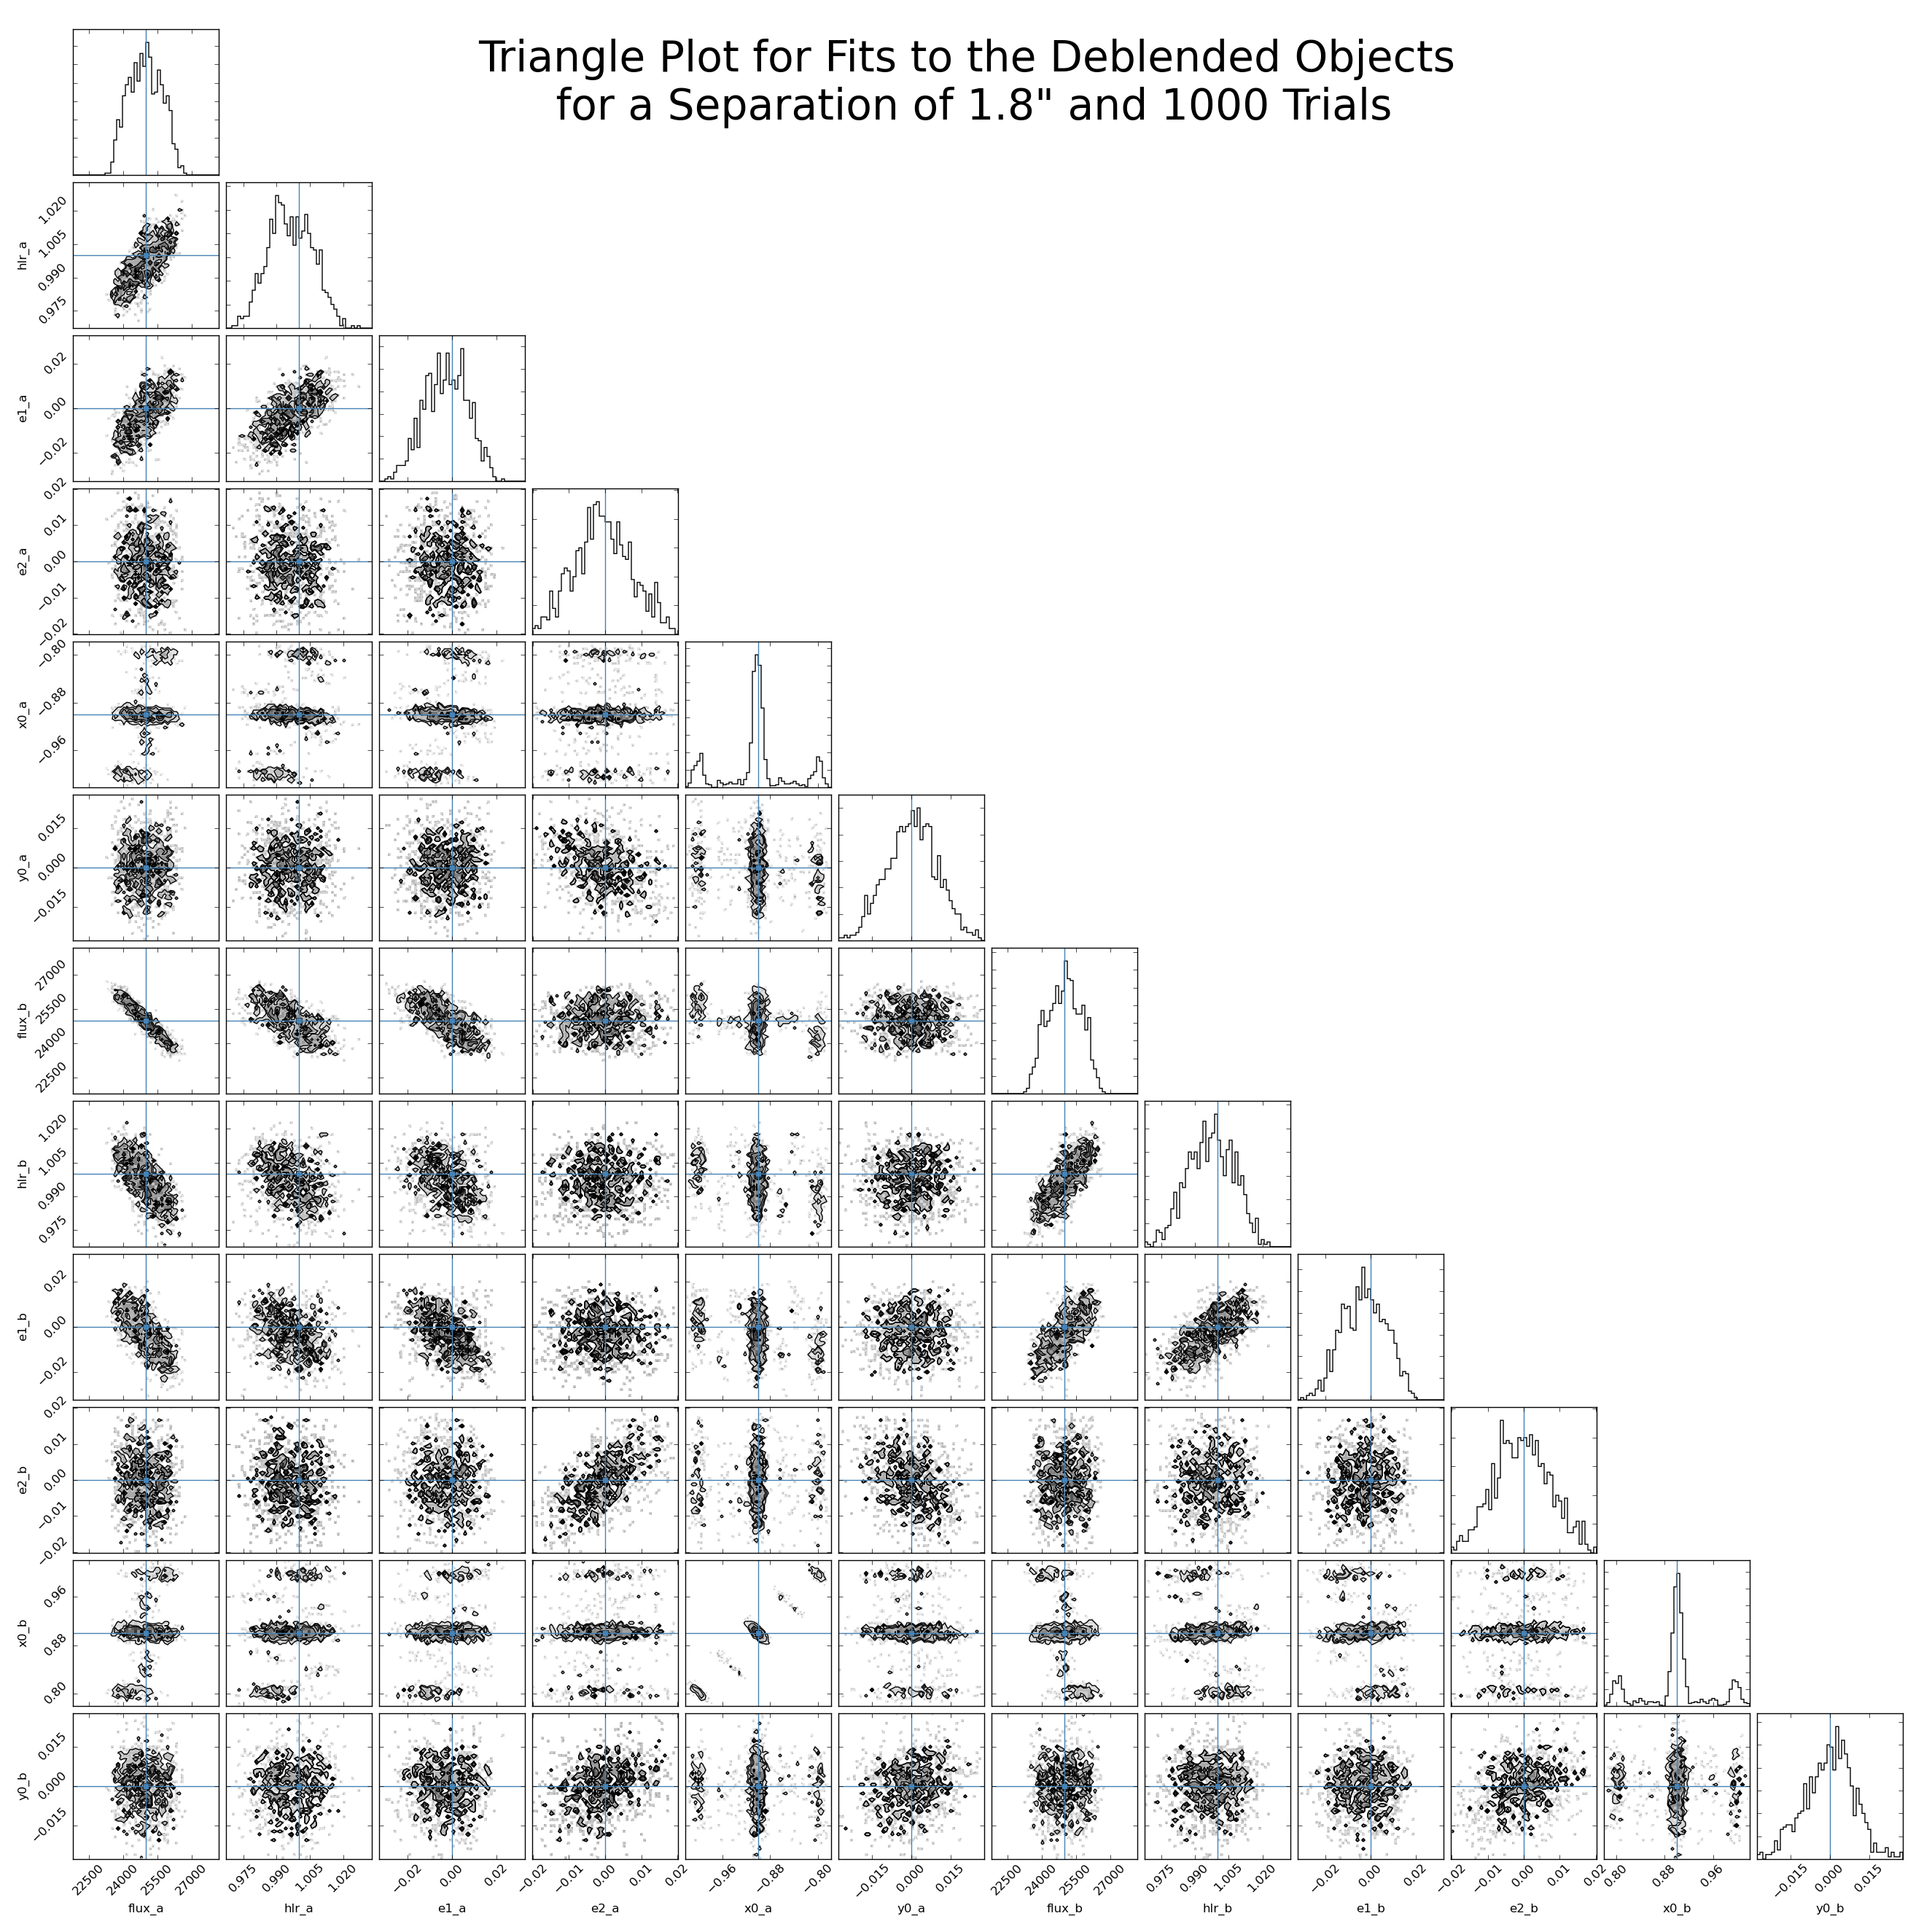 Triangle Plot for Fits to the Deblended Objects
for a Separation of 1.8" and 1000 Trials
hlr_a
1.020
1.005
0.990
0.975
e1_a
0.02
0.00
−0.02
e2_a
0.02
0.01
0.00
−0.01
−0.02
x0_a
−0.80
−0.88
−0.96
y0_a
0.015
0.000
−0.015
flux_b
27000
25500
24000
22500
hlr_b
1.020
1.005
0.990
0.975
e1_b
0.02
0.00
−0.02
e2_b
0.02
0.01
0.00
−0.01
−0.02
x0_b
0.96
0.88
0.80
y0_b
0.015
0.000
−0.015
22500 24000 25500 27000 0.975 0.990 1.005 1.020 −0.02 0.00 0.02 −0.02 −0.01 0.00 0.01 0.02 −0.96 −0.88 −0.80 −0.015 0.000 0.015 22500 24000 25500 27000 0.975 0.990 1.005 1.020 −0.02 0.00 0.02 −0.02 −0.01 0.00 0.01 0.02 0.80 0.88 0.96 −0.015 0.000 0.015
flux_a hlr_a e1_a e2_a x0_a y0_a flux_b hlr_b e1_b e2_b x0_b y0_b